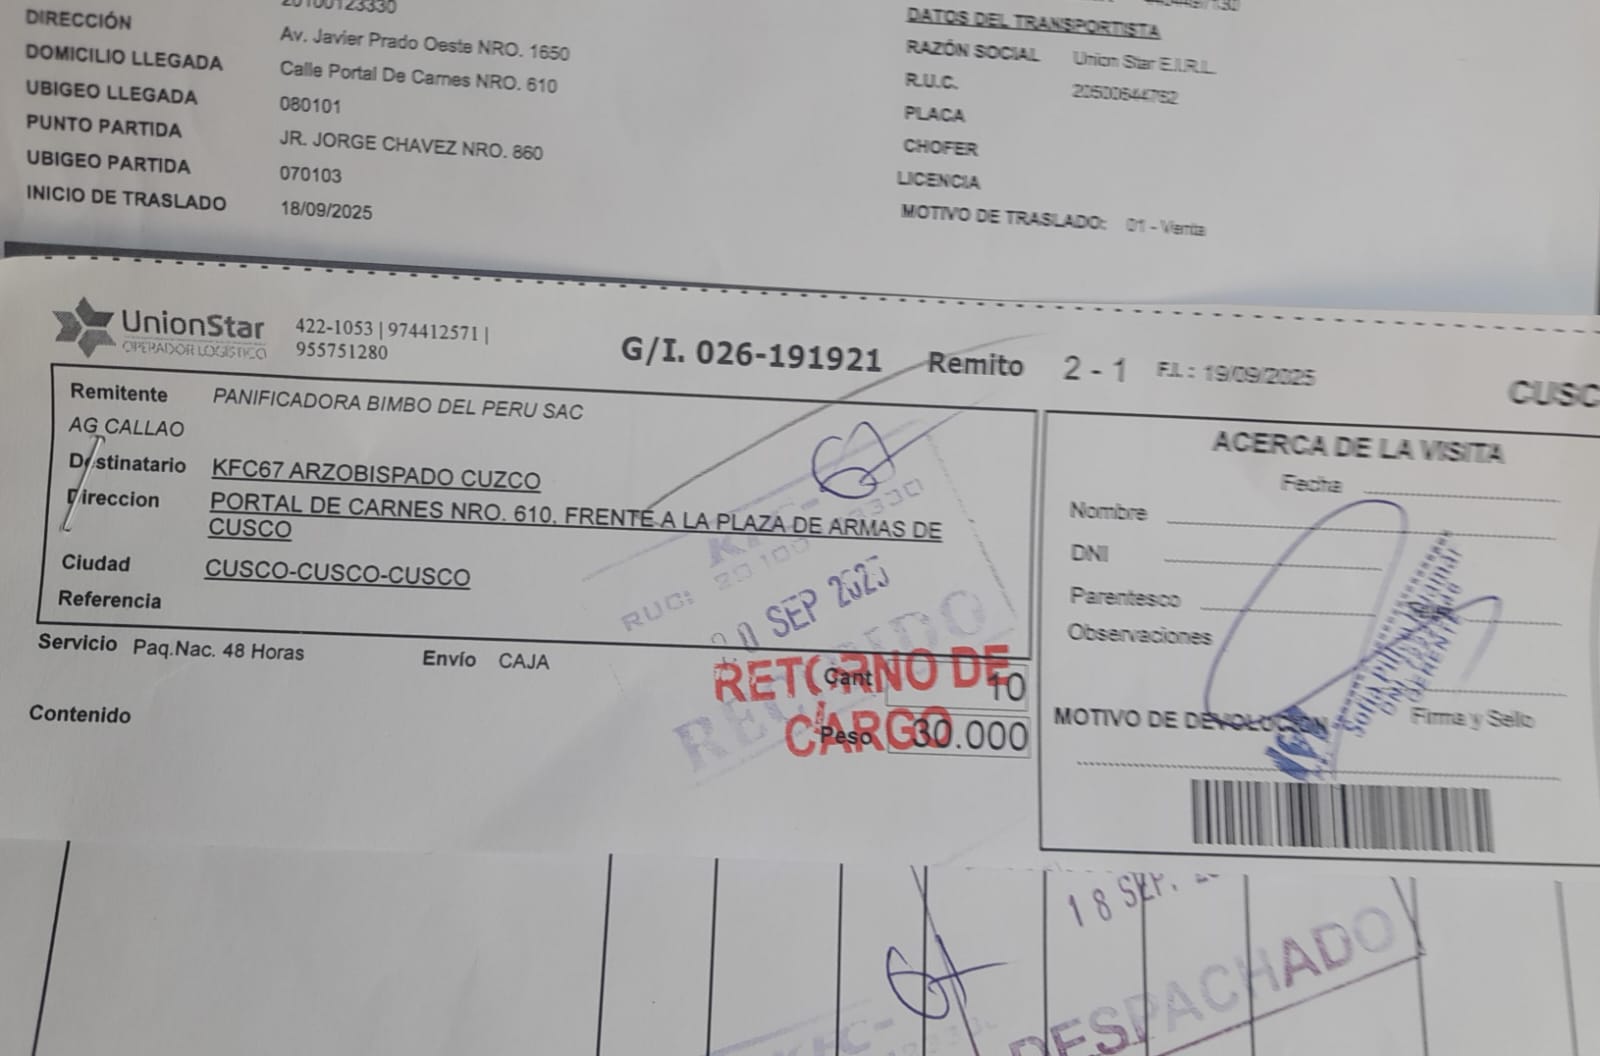 20100123330
DIRECCIÓN Av. Javier Prado Oeste NRO. 1650
DOMICILIO LLEGADA Calle Portal De Carnes NRO. 610
UBIGEO LLEGADA 080101
PUNTO PARTIDA JR. JORGE CHAVEZ NRO. 860
UBIGEO PARTIDA 070103
INICIO DE TRASLADO 18/09/2025
DATOS DEL TRANSPORTISTA
RAZÓN SOCIAL Union Star E.I.R.L.
R.U.C. 20500644762
PLACA
CHOFER
LICENCIA
MOTIVO DE TRASLADO: 01 - Venta
UnionStar
OPERADOR LOGÍSTICO
422-1053 | 974412571 |
955751280
G/I. 026-191921 Remito 2 - 1 F.I.: 19/09/2025
Remitente PANIFICADORA BIMBO DEL PERU SAC
AG CALLAO
Destinatario KFC67 ARZOBISPADO CUZCO
Direccion PORTAL DE CARNES NRO. 610, FRENTE A LA PLAZA DE ARMAS DE
CUSCO
Ciudad CUSCO-CUSCO-CUSCO
Referencia
Servicio Paq.Nac. 48 Horas Envío CAJA
Cant 10
Peso 30.000
Contenido
RUC:
SEP 2025
RECIBIDO
RETORNO DE
CARGO
ACERCA DE LA VISITA
Fecha
Nombre
DNI
Parentesco
Observaciones
MOTIVO DE DEVOLUCION Firma y Sello
GERENTE
18 SEP.
KFC-
DESPACHADO